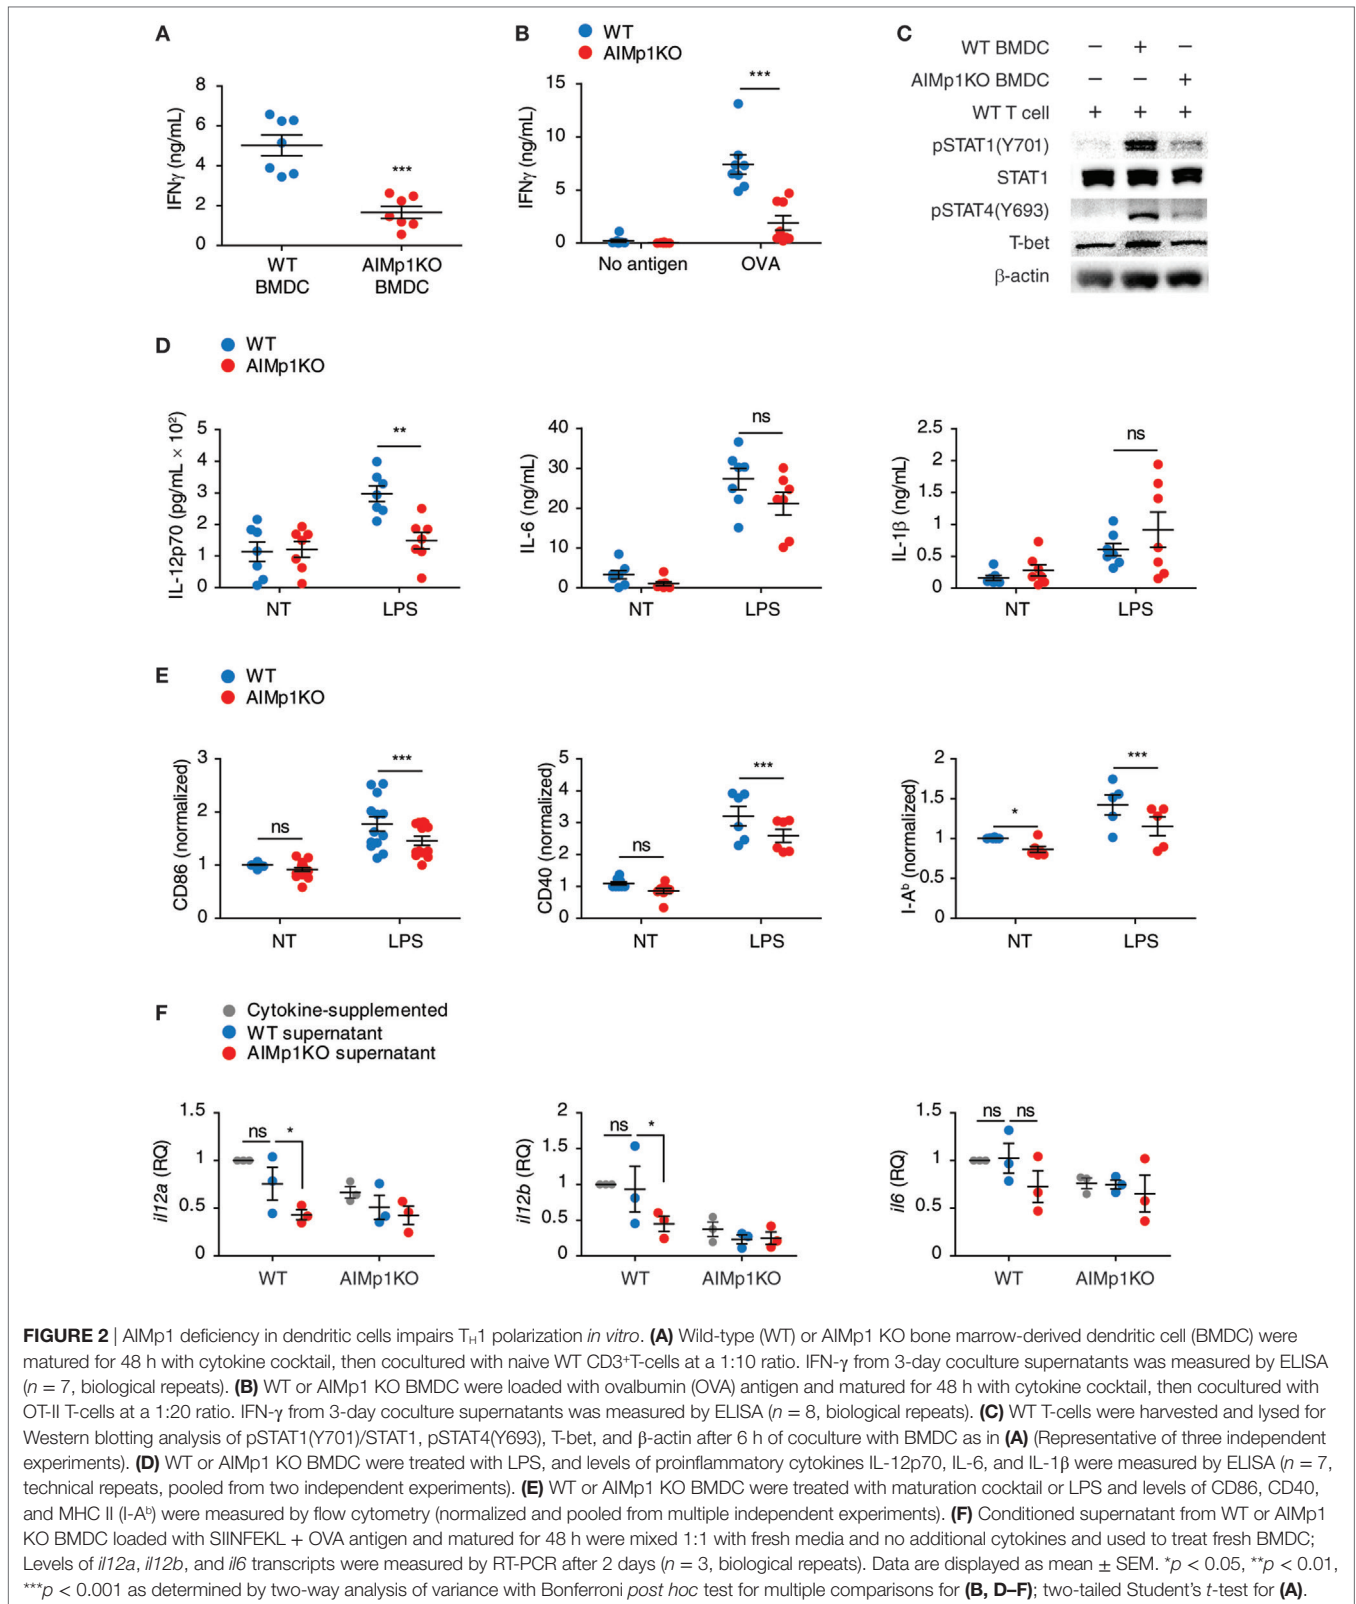 A
B
C
WT
AIMp1KO
WT BMDC
AIMp1KO BMDC
WT T cell
− + −
− − +
+ + +
pSTAT1(Y701)
STAT1
pSTAT4(Y693)
T-bet
β-actin
IFNγ (ng/mL)
8
6
4
2
0
***
WT
BMDC
AIMp1KO
BMDC
IFNγ (ng/mL)
15
10
5
0
***
No antigen
OVA
D
WT
AIMp1KO
IL-12p70 (pg/mL × 10²)
5
4
3
2
1
0
**
NT
LPS
IL-6 (ng/mL)
40
30
20
10
0
ns
NT
LPS
IL-1β (ng/mL)
2.5
2
1.5
1
0.5
0
ns
NT
LPS
E
WT
AIMp1KO
CD86 (normalized)
3
2
1
0
ns
***
NT
LPS
CD40 (normalized)
5
4
3
2
1
0
ns
***
NT
LPS
I-Aᵇ (normalized)
2
1.5
1
0.5
0
*
***
NT
LPS
F
Cytokine-supplemented
WT supernatant
AIMp1KO supernatant
il12a (RQ)
1.5
1
0.5
0
ns
*
WT
AIMp1KO
il12b (RQ)
2
1.5
1
0.5
0
ns
*
WT
AIMp1KO
il6 (RQ)
1.5
1
0.5
0
ns
ns
WT
AIMp1KO
FIGURE 2 | AIMp1 deficiency in dendritic cells impairs TH1 polarization in vitro. (A) Wild-type (WT) or AIMp1 KO bone marrow-derived dendritic cell (BMDC) were
matured for 48 h with cytokine cocktail, then cocultured with naive WT CD3⁺T-cells at a 1:10 ratio. IFN-γ from 3-day coculture supernatants was measured by ELISA
(n = 7, biological repeats). (B) WT or AIMp1 KO BMDC were loaded with ovalbumin (OVA) antigen and matured for 48 h with cytokine cocktail, then cocultured with
OT-II T-cells at a 1:20 ratio. IFN-γ from 3-day coculture supernatants was measured by ELISA (n = 8, biological repeats). (C) WT T-cells were harvested and lysed for
Western blotting analysis of pSTAT1(Y701)/STAT1, pSTAT4(Y693), T-bet, and β-actin after 6 h of coculture with BMDC as in (A) (Representative of three independent
experiments). (D) WT or AIMp1 KO BMDC were treated with LPS, and levels of proinflammatory cytokines IL-12p70, IL-6, and IL-1β were measured by ELISA (n = 7,
technical repeats, pooled from two independent experiments). (E) WT or AIMp1 KO BMDC were treated with maturation cocktail or LPS and levels of CD86, CD40,
and MHC II (I-Aᵇ) were measured by flow cytometry (normalized and pooled from multiple independent experiments). (F) Conditioned supernatant from WT or AIMp1
KO BMDC loaded with SIINFEKL + OVA antigen and matured for 48 h were mixed 1:1 with fresh media and no additional cytokines and used to treat fresh BMDC;
Levels of il12a, il12b, and il6 transcripts were measured by RT-PCR after 2 days (n = 3, biological repeats). Data are displayed as mean ± SEM. *p < 0.05, **p < 0.01,
***p < 0.001 as determined by two-way analysis of variance with Bonferroni post hoc test for multiple comparisons for (B, D–F); two-tailed Student's t-test for (A).